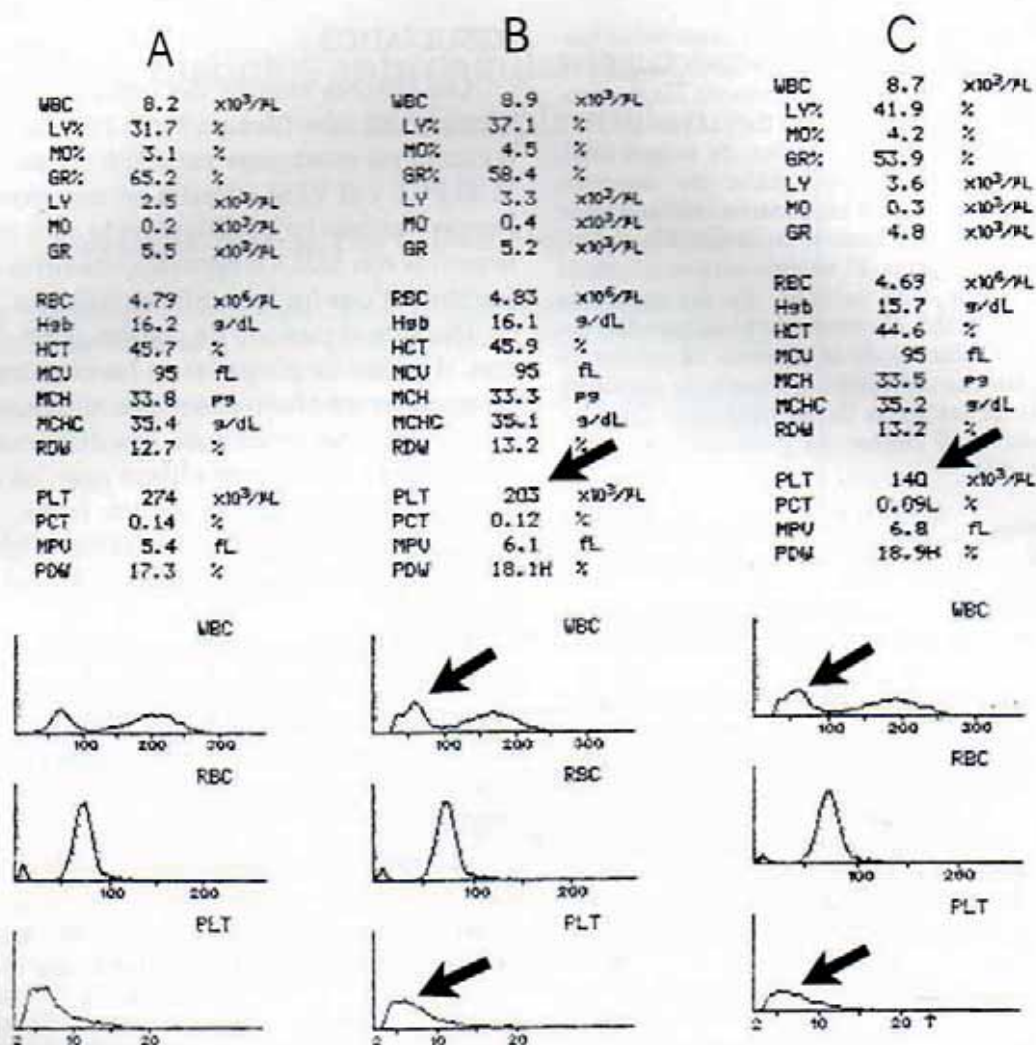 A
WBC 8.2 x10³/µL
LY% 31.7 %
MO% 3.1 %
GR% 65.2 %
LY 2.5 x10³/µL
MO 0.2 x10³/µL
GR 5.5 x10³/µL
RBC 4.79 x10⁶/µL
Hgb 16.2 g/dL
HCT 45.7 %
MCV 95 fL
MCH 33.8 pg
MCHC 35.4 g/dL
RDW 12.7 %
PLT 274 x10³/µL
PCT 0.14 %
MPV 5.4 fL
PDW 17.3 %
WBC
100 200 300
RBC
100 200
PLT
2 10 20
B
WBC 8.9 x10³/µL
LY% 37.1 %
MO% 4.5 %
GR% 58.4 %
LY 3.3 x10³/µL
MO 0.4 x10³/µL
GR 5.2 x10³/µL
RBC 4.83 x10⁶/µL
Hgb 16.1 g/dL
HCT 45.9 %
MCV 95 fL
MCH 33.3 pg
MCHC 35.1 g/dL
RDW 13.2 %
PLT 203 x10³/µL
PCT 0.12 %
MPV 6.1 fL
PDW 18.1H %
WBC
100 200 300
RBC
100 200
PLT
2 10 20
C
WBC 8.7 x10³/µL
LY% 41.9 %
MO% 4.2 %
GR% 53.9 %
LY 3.6 x10³/µL
MO 0.3 x10³/µL
GR 4.8 x10³/µL
RBC 4.69 x10⁶/µL
Hgb 15.7 g/dL
HCT 44.6 %
MCV 95 fL
MCH 33.5 pg
MCHC 35.2 g/dL
RDW 13.2 %
PLT 140 x10³/µL
PCT 0.09L %
MPV 6.8 fL
PDW 18.9H %
WBC
100 200 300
RBC
100 200
PLT
2 10 20 ↑